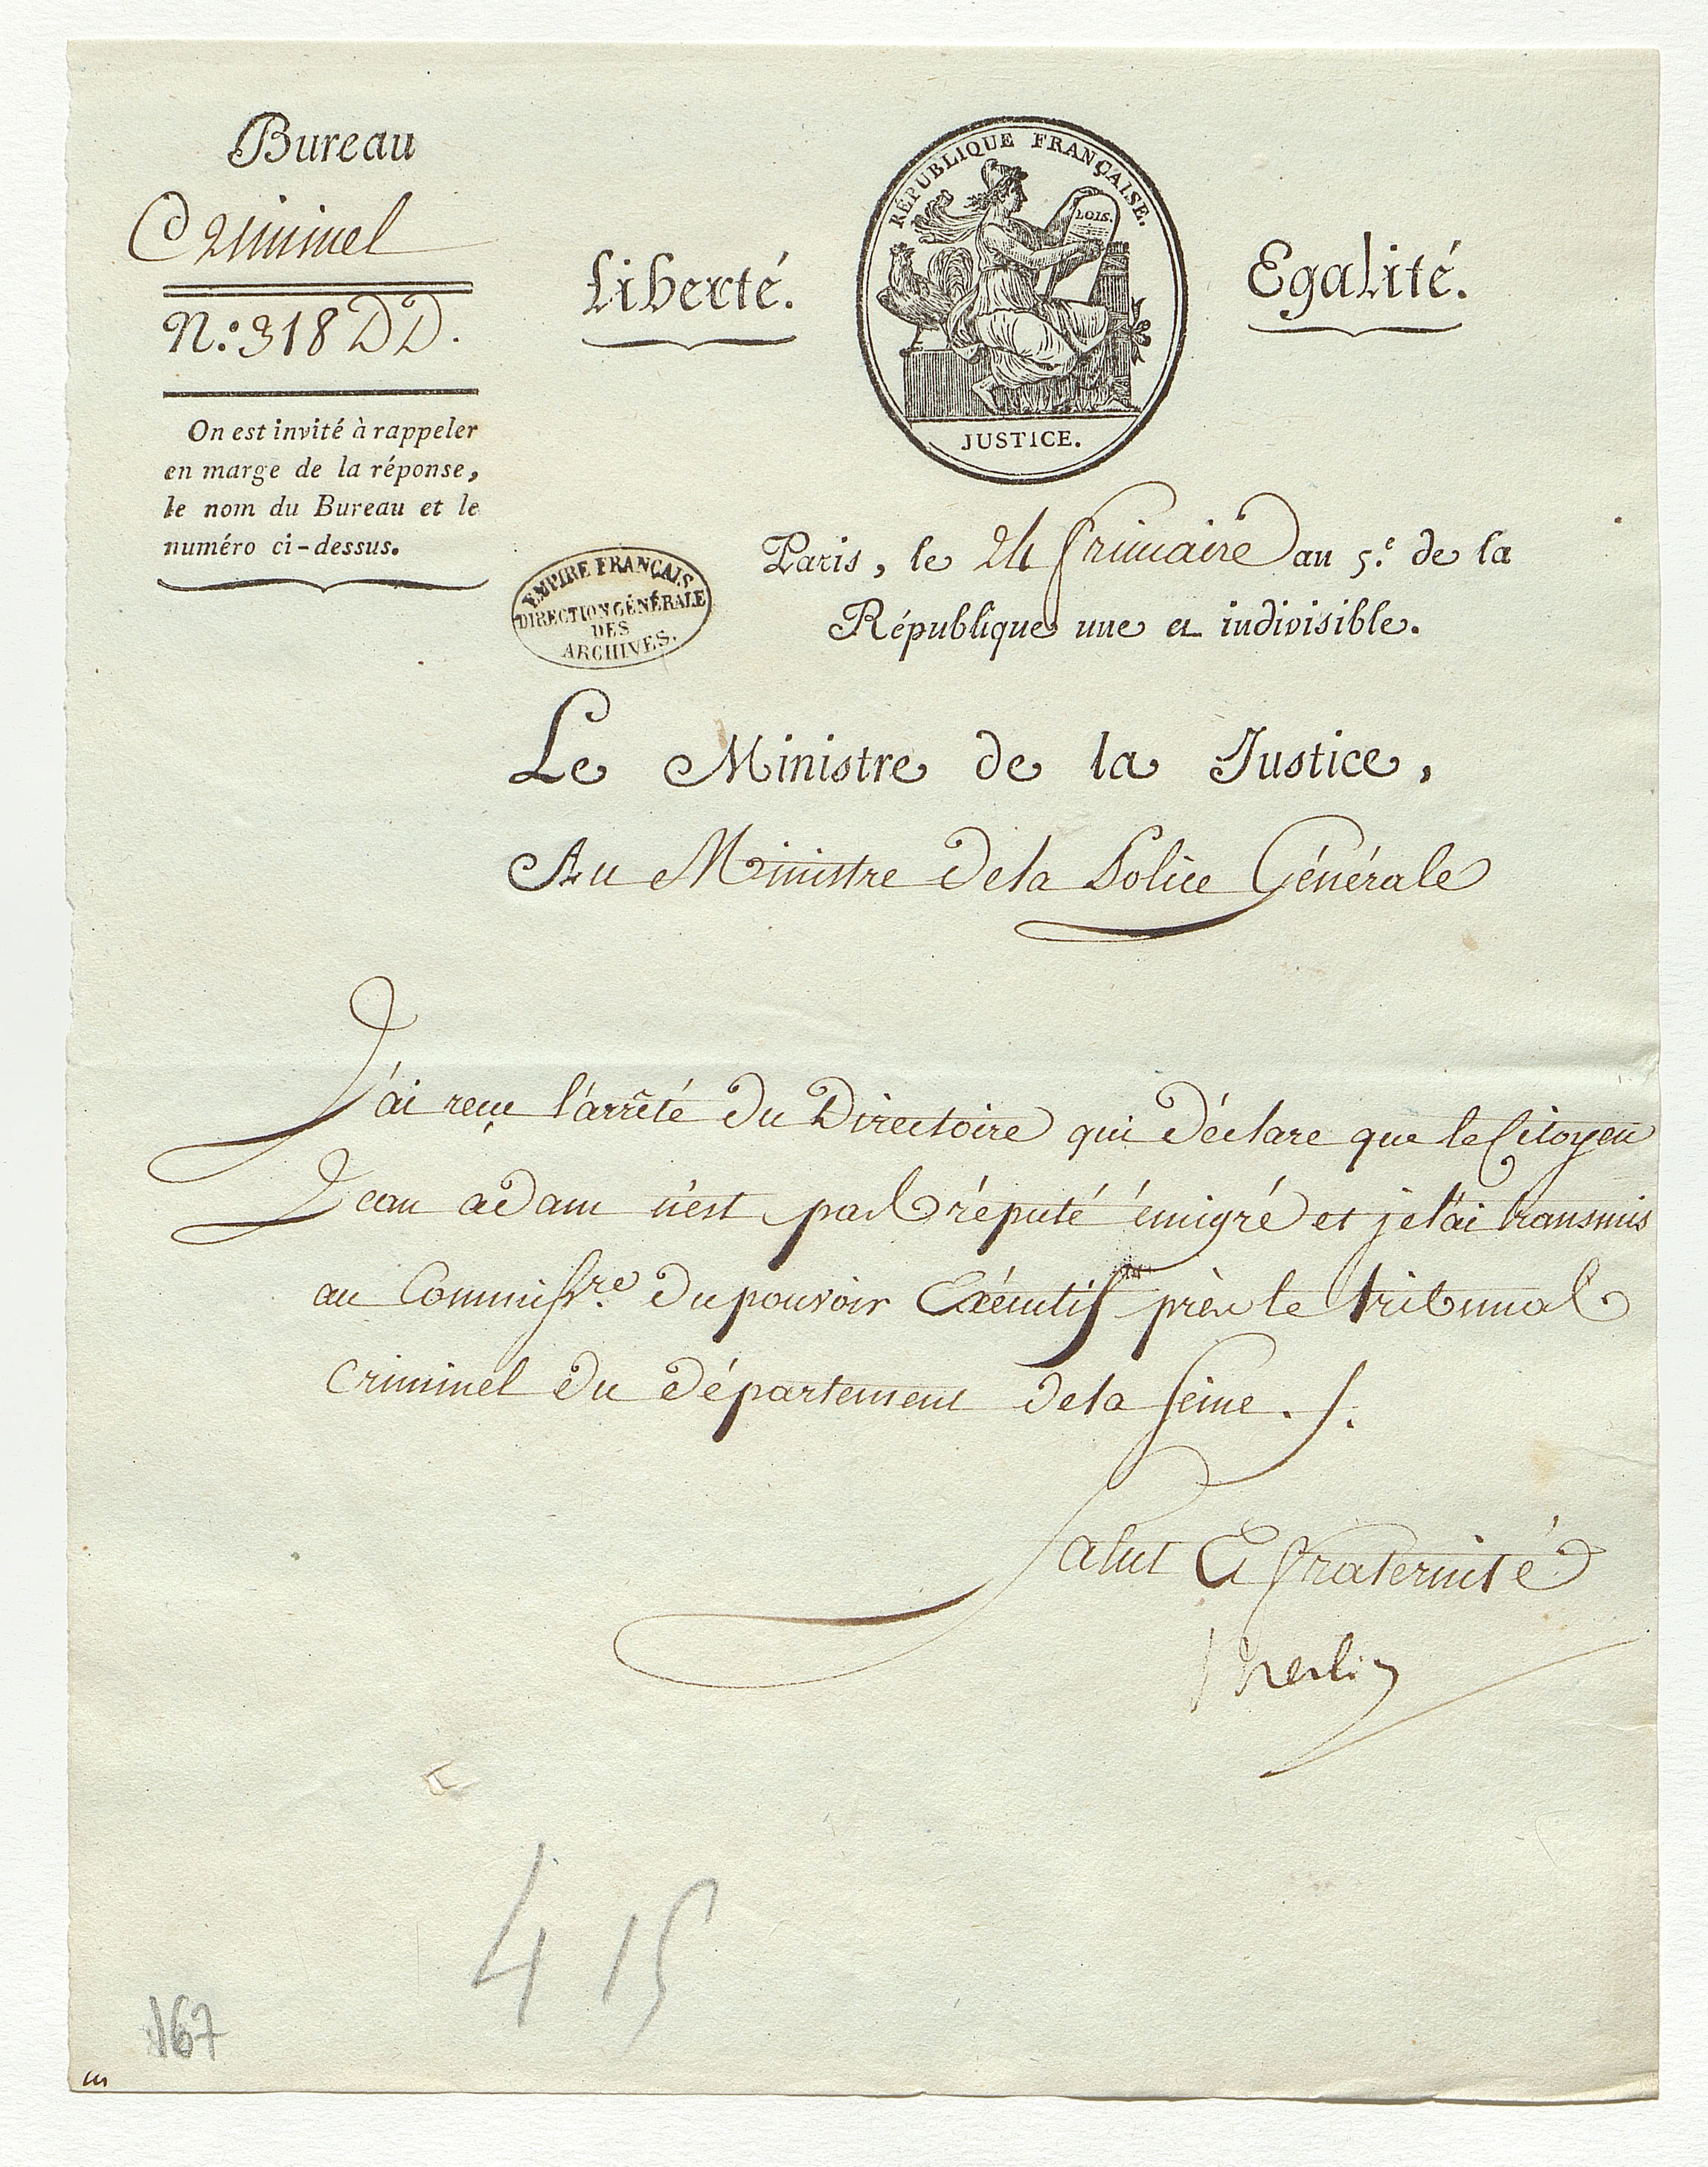 Bureau
Criminel
N.º 318 DD.
On est invité à rappeler
en marge de la réponse,
le nom du Bureau et le
numéro ci-dessus.
Liberté.
RÉPUBLIQUE FRANÇAISE.
LOIS.
JUSTICE.
Egalité.
EMPIRE FRANÇAIS
DIRECTION GÉNÉRALE
DES
ARCHIVES.
Paris, le 24 frimaire an 5.e de la
République une et indivisible.
Le Ministre de la Justice,
Au Ministre de la Police Générale
J'ai reçu l'arrêté du Directoire qui déclare que le Citoyen
Jean adam n'est pas réputé émigré et je l'ai transmis
au Commissre. du pouvoir Exécutif près le tribunal
criminel du département de la Seine. /.
Salut Et fraternité
Merlin
415
167